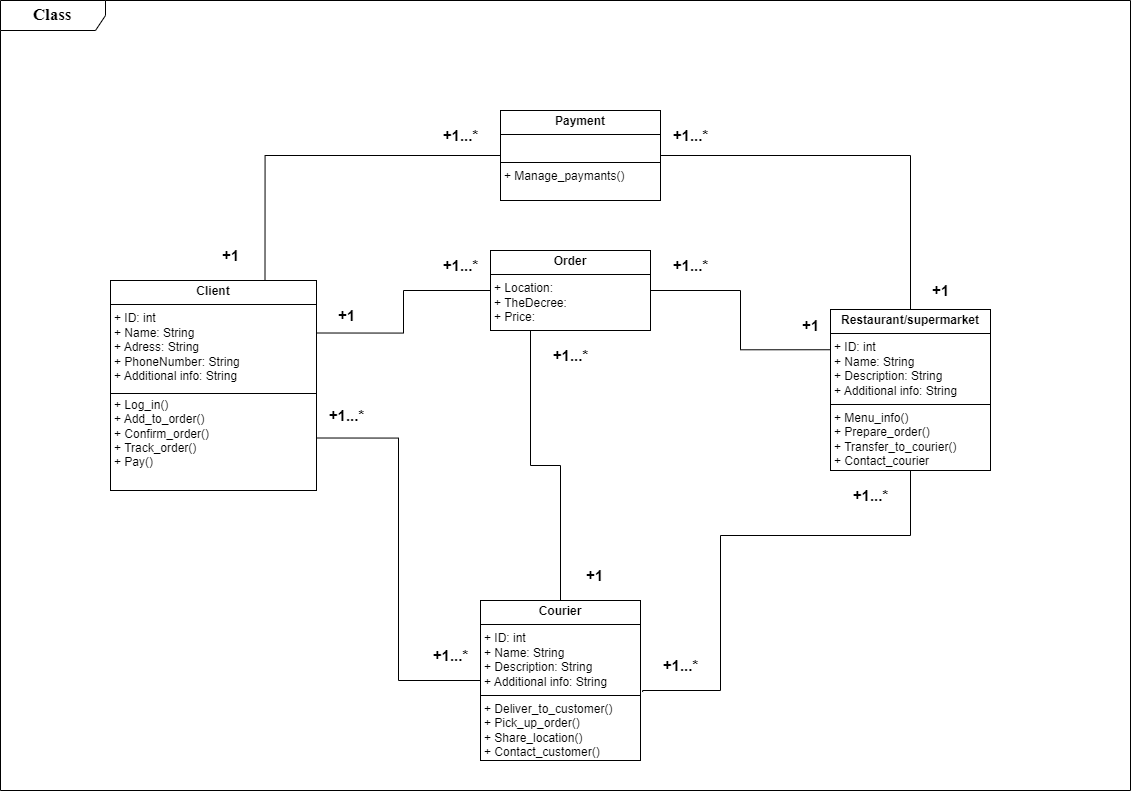 Class
Payment
+1...*
+1...*
+ Manage_paymants()
+1
Order
+1...*
+1...*
+ Location:
+ TheDecree:
+ Price:
+1
Client
+ ID: int
+ Name: String
+ Adress: String
+ PhoneNumber: String
+ Additional info: String
+ Log_in()
+ Add_to_order()
+ Confirm_order()
+ Track_order()
+ Pay()
+1
+1...*
+1
Restaurant/supermarket
+ ID: int
+ Name: String
+ Description: String
+ Additional info: String
+ Menu_info()
+ Prepare_order()
+ Transfer_to_courier()
+ Contact_courier
+1...*
+1...*
+1
Courier
+ ID: int
+ Name: String
+ Description: String
+ Additional info: String
+ Deliver_to_customer()
+ Pick_up_order()
+ Share_location()
+ Contact_customer()
+1...*
+1...*